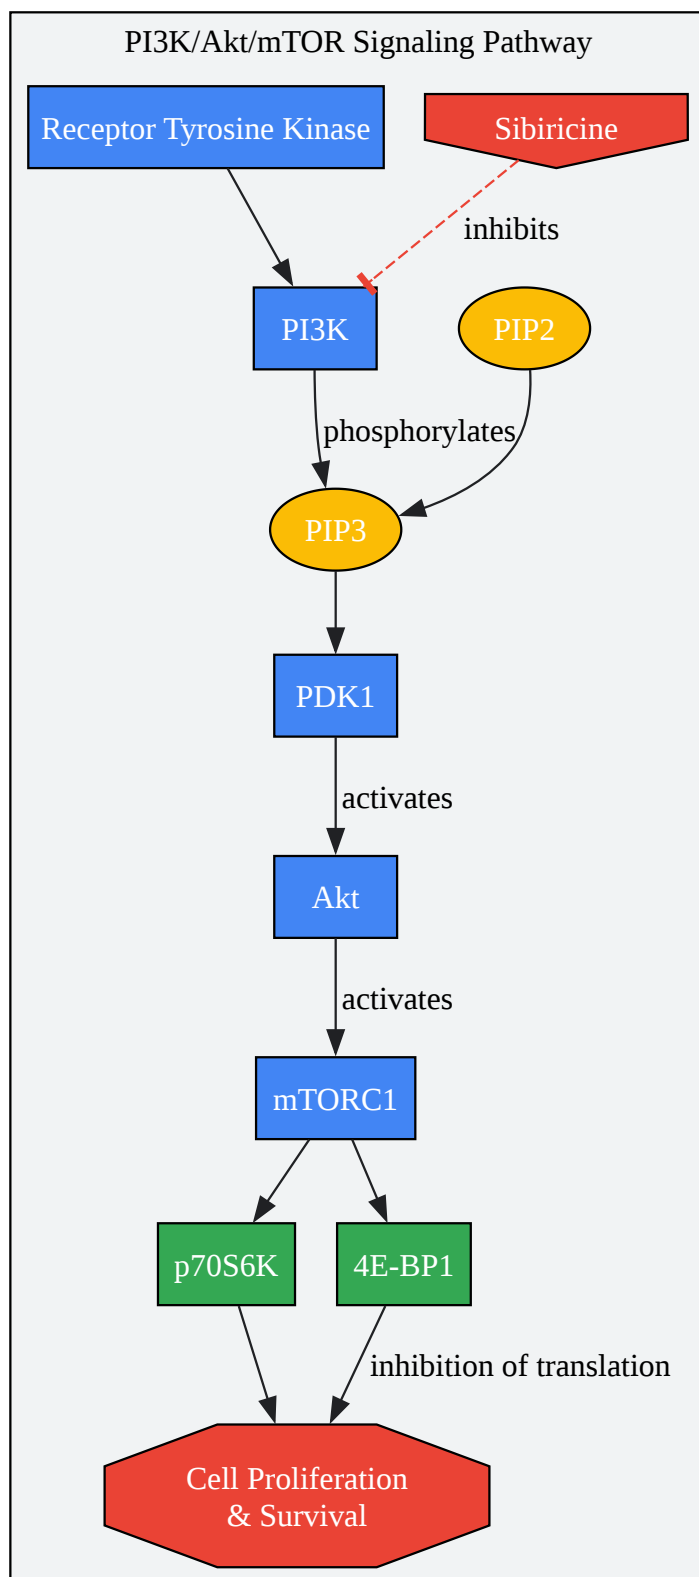 PI3K/Akt/mTOR Signaling Pathway
Receptor Tyrosine Kinase
Sibiricine
inhibits
PI3K
PIP2
phosphorylates
PIP3
PDK1
activates
Akt
activates
mTORC1
p70S6K
4E-BP1
inhibition of translation
Cell Proliferation
& Survival